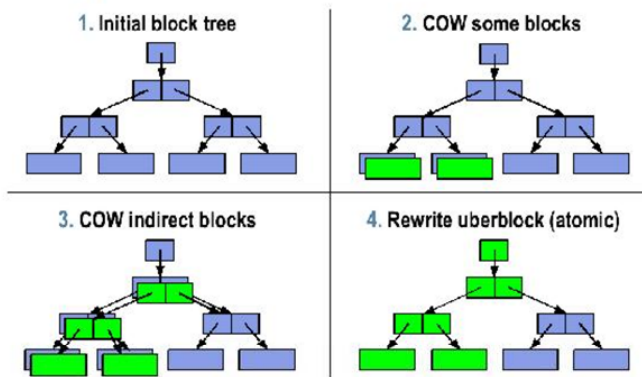 1. Initial block tree
2. COW some blocks
3. COW indirect blocks
4. Rewrite uberblock (atomic)